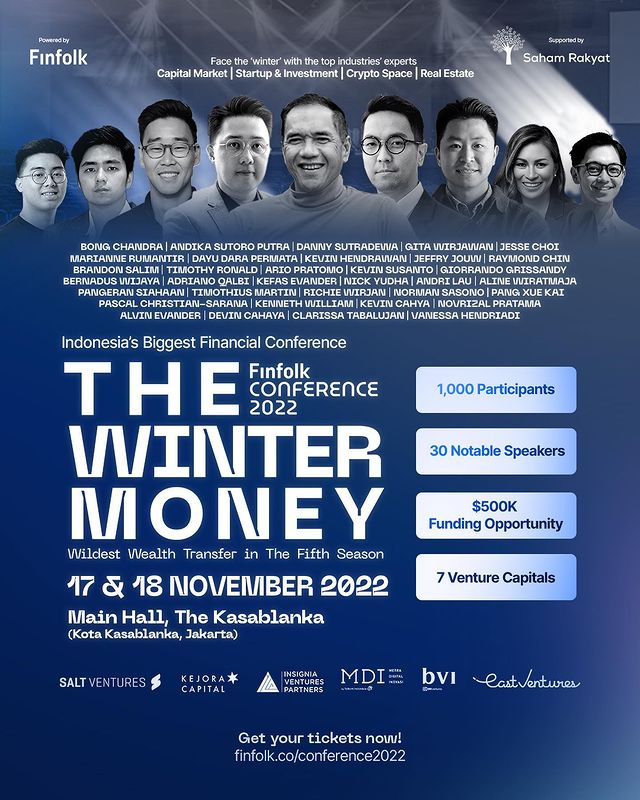 Powered by
Finfolk
Face the 'winter' with the top industries' experts
Capital Market | Startup & Investment | Crypto Space | Real Estate
Supported by
Saham Rakyat
BONG CHANDRA | ANDIKA SUTORO PUTRA | DANNY SUTRADEWA | GITA WIRJAWAN | JESSE CHOI
MARIANNE RUMANTIR | DAYU DARA PERMATA | KEVIN HENDRAWAN | JEFFRY JOUW | RAYMOND CHIN
BRANDON SALIM | TIMOTHY RONALD | ARIO PRATOMO | KEVIN SUSANTO | GIORRANDO GRISSANDY
BERNADUS WIJAYA | ADRIANO QALBI | KEFAS EVANDER | NICK YUDHA | ANDRI LAU | ALINE WIRATMAJA
PANGERAN SIAHAAN | TIMOTHIUS MARTIN | RICHIE WIRJAN | NORMAN SASONO | PANG XUE KAI
PASCAL CHRISTIAN-SARANA | KENNETH WILLIAM | KEVIN CAHYA | NOVRIZAL PRATAMA
ALVIN EVANDER | DEVIN CAHAYA | CLARISSA TABALUJAN | VANESSA HENDRIADI
Indonesia's Biggest Financial Conference
THE
Finfolk
CONFERENCE
2022
WINTER
MONEY
Wildest Wealth Transfer in The Fifth Season
17 & 18 NOVEMBER 2022
Main Hall, The Kasablanka
(Kota Kasablanka, Jakarta)
1,000 Participants
30 Notable Speakers
$500K
Funding Opportunity
7 Venture Capitals
SALT VENTURES
KEJORA
CAPITAL
INSIGNIA
VENTURES
PARTNERS
MDI
METRA
DIGITAL
INOVASI
bvi
East Ventures
Get your tickets now!
finfolk.co/conference2022